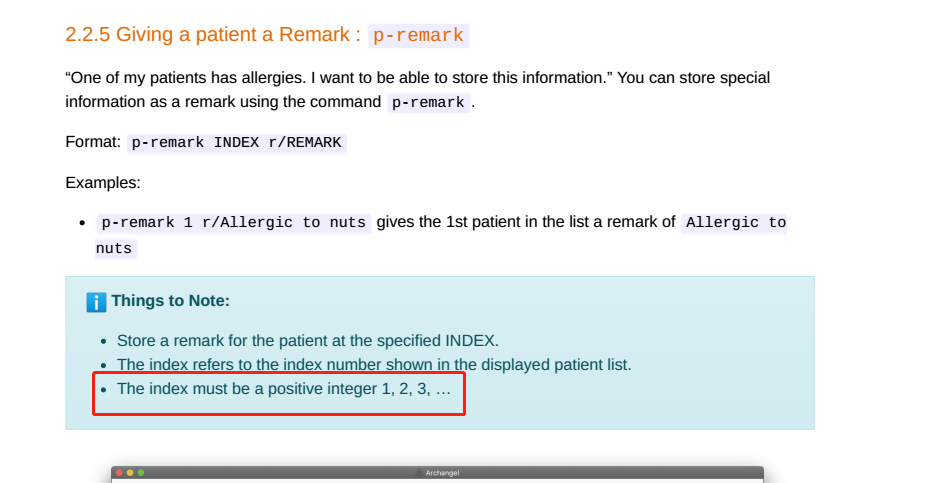 2.2.5 Giving a patient a Remark : p-remark
“One of my patients has allergies. I want to be able to store this information.” You can store special
information as a remark using the command p-remark .
Format: p-remark INDEX r/REMARK
Examples:
• p-remark 1 r/Allergic to nuts gives the 1st patient in the list a remark of Allergic to
nuts
i Things to Note:
• Store a remark for the patient at the specified INDEX.
• The index refers to the index number shown in the displayed patient list.
• The index must be a positive integer 1, 2, 3, …
Archangel